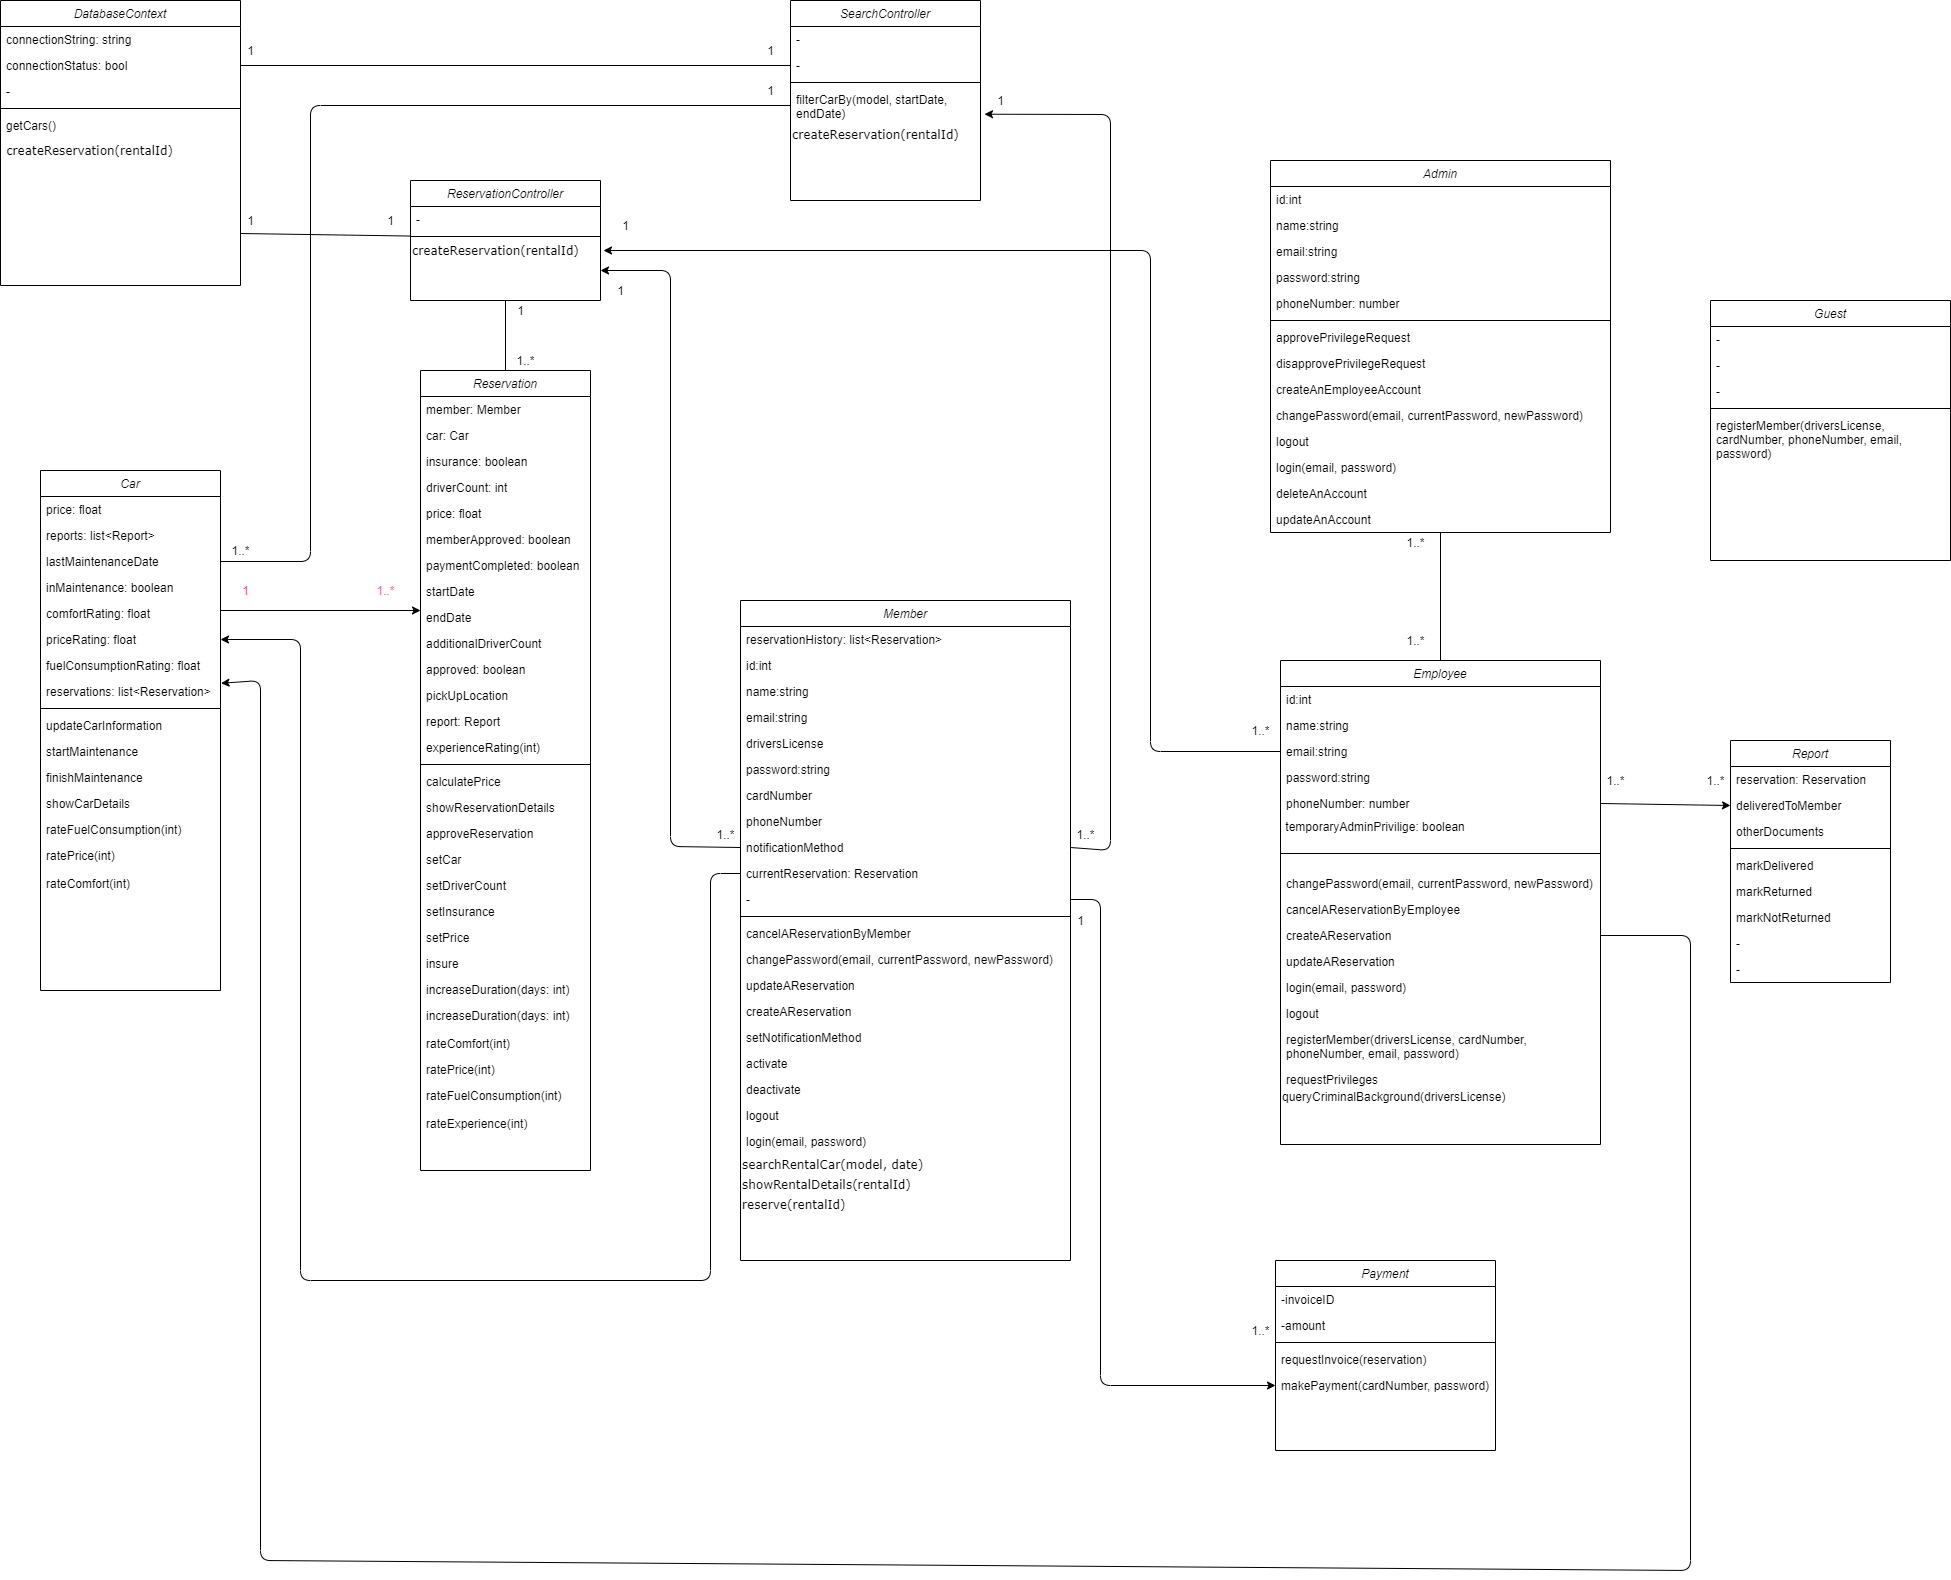 DatabaseContext
connectionString: string
connectionStatus: bool
-
getCars()
createReservation(rentalId)
1
1
1
1
1
SearchController
-
-
filterCarBy(model, startDate,
endDate)
createReservation(rentalId)
1
ReservationController
-
createReservation(rentalId)
1
1
1
1..*
Admin
id:int
name:string
email:string
password:string
phoneNumber: number
approvePrivilegeRequest
disapprovePrivilegeRequest
createAnEmployeeAccount
changePassword(email, currentPassword, newPassword)
logout
login(email, password)
deleteAnAccount
updateAnAccount
1..*
1..*
Guest
-
-
-
registerMember(driversLicense,
cardNumber, phoneNumber, email,
password)
Car
price: float
reports: list<Report>
lastMaintenanceDate
inMaintenance: boolean
comfortRating: float
priceRating: float
fuelConsumptionRating: float
reservations: list<Reservation>
updateCarInformation
startMaintenance
finishMaintenance
showCarDetails
rateFuelConsumption(int)
ratePrice(int)
rateComfort(int)
1..*
1
1..*
Reservation
member: Member
car: Car
insurance: boolean
driverCount: int
price: float
memberApproved: boolean
paymentCompleted: boolean
startDate
endDate
additionalDriverCount
approved: boolean
pickUpLocation
report: Report
experienceRating(int)
calculatePrice
showReservationDetails
approveReservation
setCar
setDriverCount
setInsurance
setPrice
insure
increaseDuration(days: int)
increaseDuration(days: int)
rateComfort(int)
ratePrice(int)
rateFuelConsumption(int)
rateExperience(int)
Member
reservationHistory: list<Reservation>
id:int
name:string
email:string
driversLicense
password:string
cardNumber
phoneNumber
notificationMethod
currentReservation: Reservation
-
cancelAReservationByMember
changePassword(email, currentPassword, newPassword)
updateAReservation
createAReservation
setNotificationMethod
activate
deactivate
logout
login(email, password)
searchRentalCar(model, date)
showRentalDetails(rentalId)
reserve(rentalId)
1..*
1..*
1
Employee
id:int
name:string
email:string
password:string
phoneNumber: number
temporaryAdminPrivilige: boolean
changePassword(email, currentPassword, newPassword)
cancelAReservationByEmployee
createAReservation
updateAReservation
login(email, password)
logout
registerMember(driversLicense, cardNumber,
phoneNumber, email, password)
requestPrivileges
queryCriminalBackground(driversLicense)
1..*
1..*
1..*
Report
reservation: Reservation
deliveredToMember
otherDocuments
markDelivered
markReturned
markNotReturned
-
-
Payment
-invoiceID
-amount
requestInvoice(reservation)
makePayment(cardNumber, password)
1..*